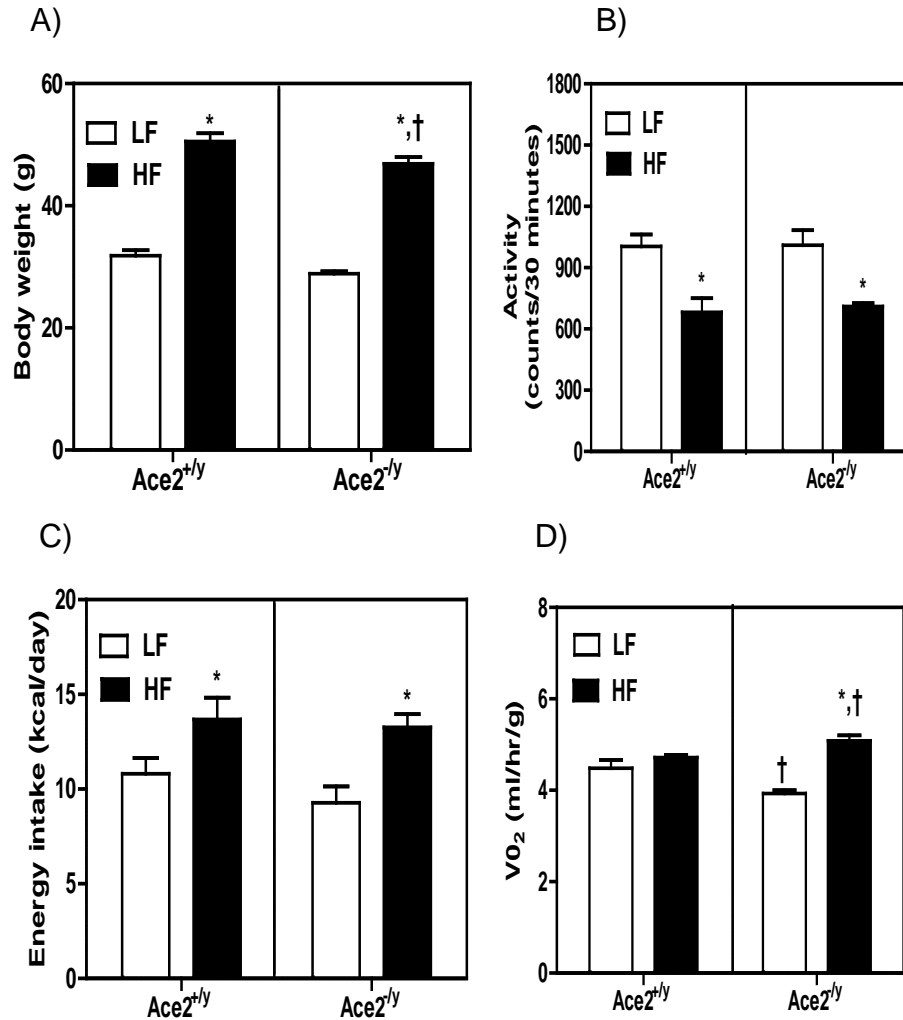 A)
Body weight (g)
60
40
20
0
LF
HF
*
*,†
Ace2+/y
Ace2-/y
B)
Activity
(counts/30 minutes)
1800
1500
1200
900
600
300
0
LF
HF
*
*
Ace2+/y
Ace2-/y
C)
Energy intake (kcal/day)
20
15
10
5
0
LF
HF
*
*
Ace2+/y
Ace2-/y
D)
V0₂ (ml/hr/g)
8
6
4
2
0
LF
HF
†
*,†
Ace2+/y
Ace2-/y